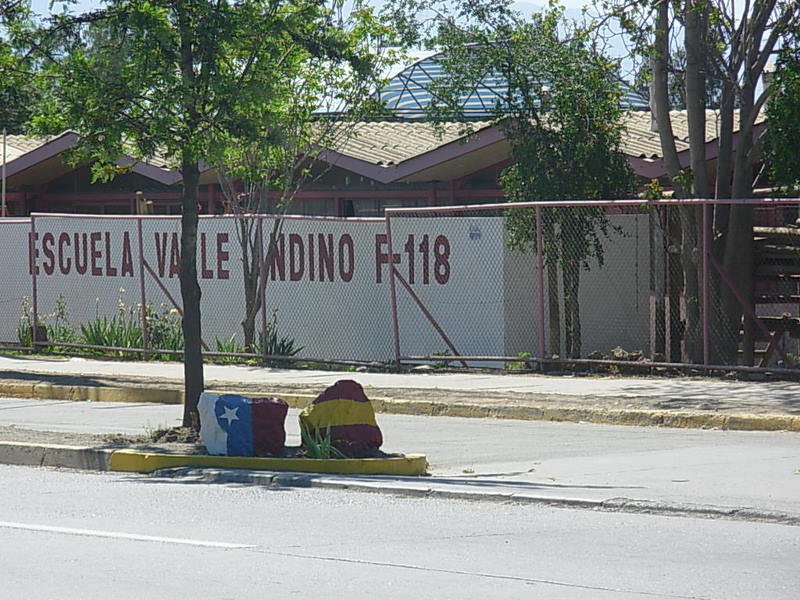 ESCUELA VALLE ANDINO F-118